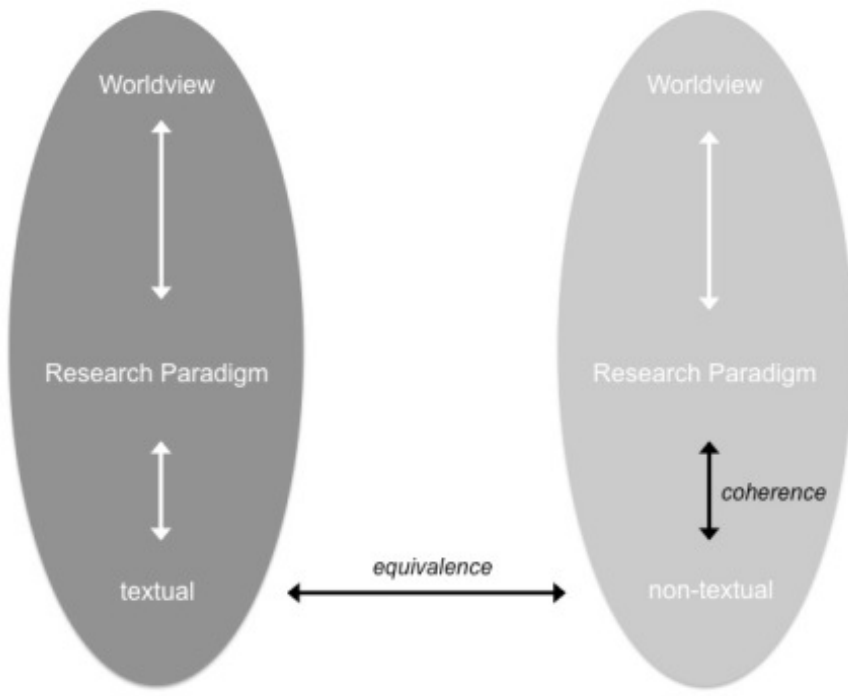 Worldview
Worldview
Research Paradigm
Research Paradigm
coherence
equivalence
textual
non-textual